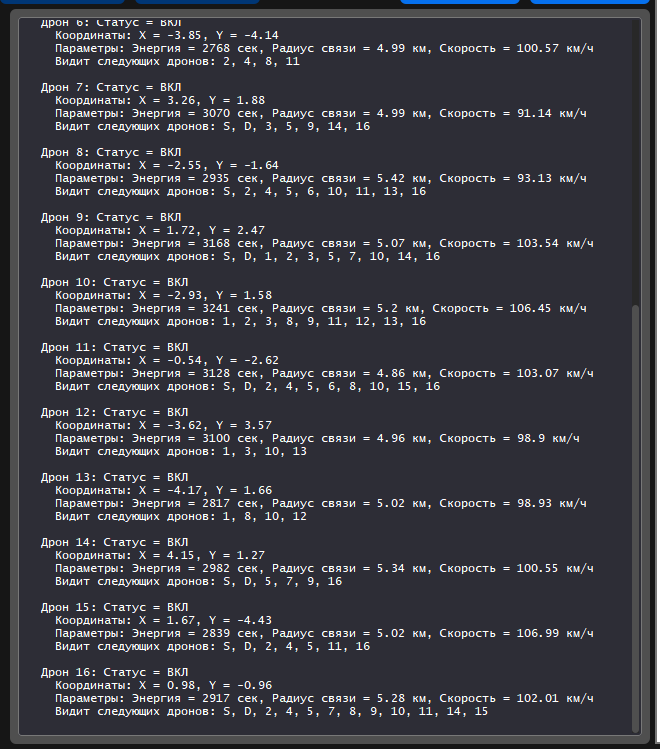 Дрон 6: Статус = ВКЛ
Координаты: X = -3.85, Y = -4.14
Параметры: Энергия = 2768 сек, Радиус связи = 4.99 км, Скорость = 100.57 км/ч
Видит следующих дронов: 2, 4, 8, 11
Дрон 7: Статус = ВКЛ
Координаты: X = 3.26, Y = 1.88
Параметры: Энергия = 3070 сек, Радиус связи = 4.99 км, Скорость = 91.14 км/ч
Видит следующих дронов: S, D, 3, 5, 9, 14, 16
Дрон 8: Статус = ВКЛ
Координаты: X = -2.55, Y = -1.64
Параметры: Энергия = 2935 сек, Радиус связи = 5.42 км, Скорость = 93.13 км/ч
Видит следующих дронов: S, 2, 4, 5, 6, 10, 11, 13, 16
Дрон 9: Статус = ВКЛ
Координаты: X = 1.72, Y = 2.47
Параметры: Энергия = 3168 сек, Радиус связи = 5.07 км, Скорость = 103.54 км/ч
Видит следующих дронов: S, D, 1, 2, 3, 5, 7, 10, 14, 16
Дрон 10: Статус = ВКЛ
Координаты: X = -2.93, Y = 1.58
Параметры: Энергия = 3241 сек, Радиус связи = 5.2 км, Скорость = 106.45 км/ч
Видит следующих дронов: 1, 2, 3, 8, 9, 11, 12, 13, 16
Дрон 11: Статус = ВКЛ
Координаты: X = -0.54, Y = -2.62
Параметры: Энергия = 3128 сек, Радиус связи = 4.86 км, Скорость = 103.07 км/ч
Видит следующих дронов: S, D, 2, 4, 5, 6, 8, 10, 15, 16
Дрон 12: Статус = ВКЛ
Координаты: X = -3.62, Y = 3.57
Параметры: Энергия = 3100 сек, Радиус связи = 4.96 км, Скорость = 98.9 км/ч
Видит следующих дронов: 1, 3, 10, 13
Дрон 13: Статус = ВКЛ
Координаты: X = -4.17, Y = 1.66
Параметры: Энергия = 2817 сек, Радиус связи = 5.02 км, Скорость = 98.93 км/ч
Видит следующих дронов: 1, 8, 10, 12
Дрон 14: Статус = ВКЛ
Координаты: X = 4.15, Y = 1.27
Параметры: Энергия = 2982 сек, Радиус связи = 5.34 км, Скорость = 100.55 км/ч
Видит следующих дронов: S, D, 5, 7, 9, 16
Дрон 15: Статус = ВКЛ
Координаты: X = 1.67, Y = -4.43
Параметры: Энергия = 2839 сек, Радиус связи = 5.02 км, Скорость = 106.99 км/ч
Видит следующих дронов: S, D, 2, 4, 5, 11, 16
Дрон 16: Статус = ВКЛ
Координаты: X = 0.98, Y = -0.96
Параметры: Энергия = 2917 сек, Радиус связи = 5.28 км, Скорость = 102.01 км/ч
Видит следующих дронов: S, D, 2, 4, 5, 7, 8, 9, 10, 11, 14, 15